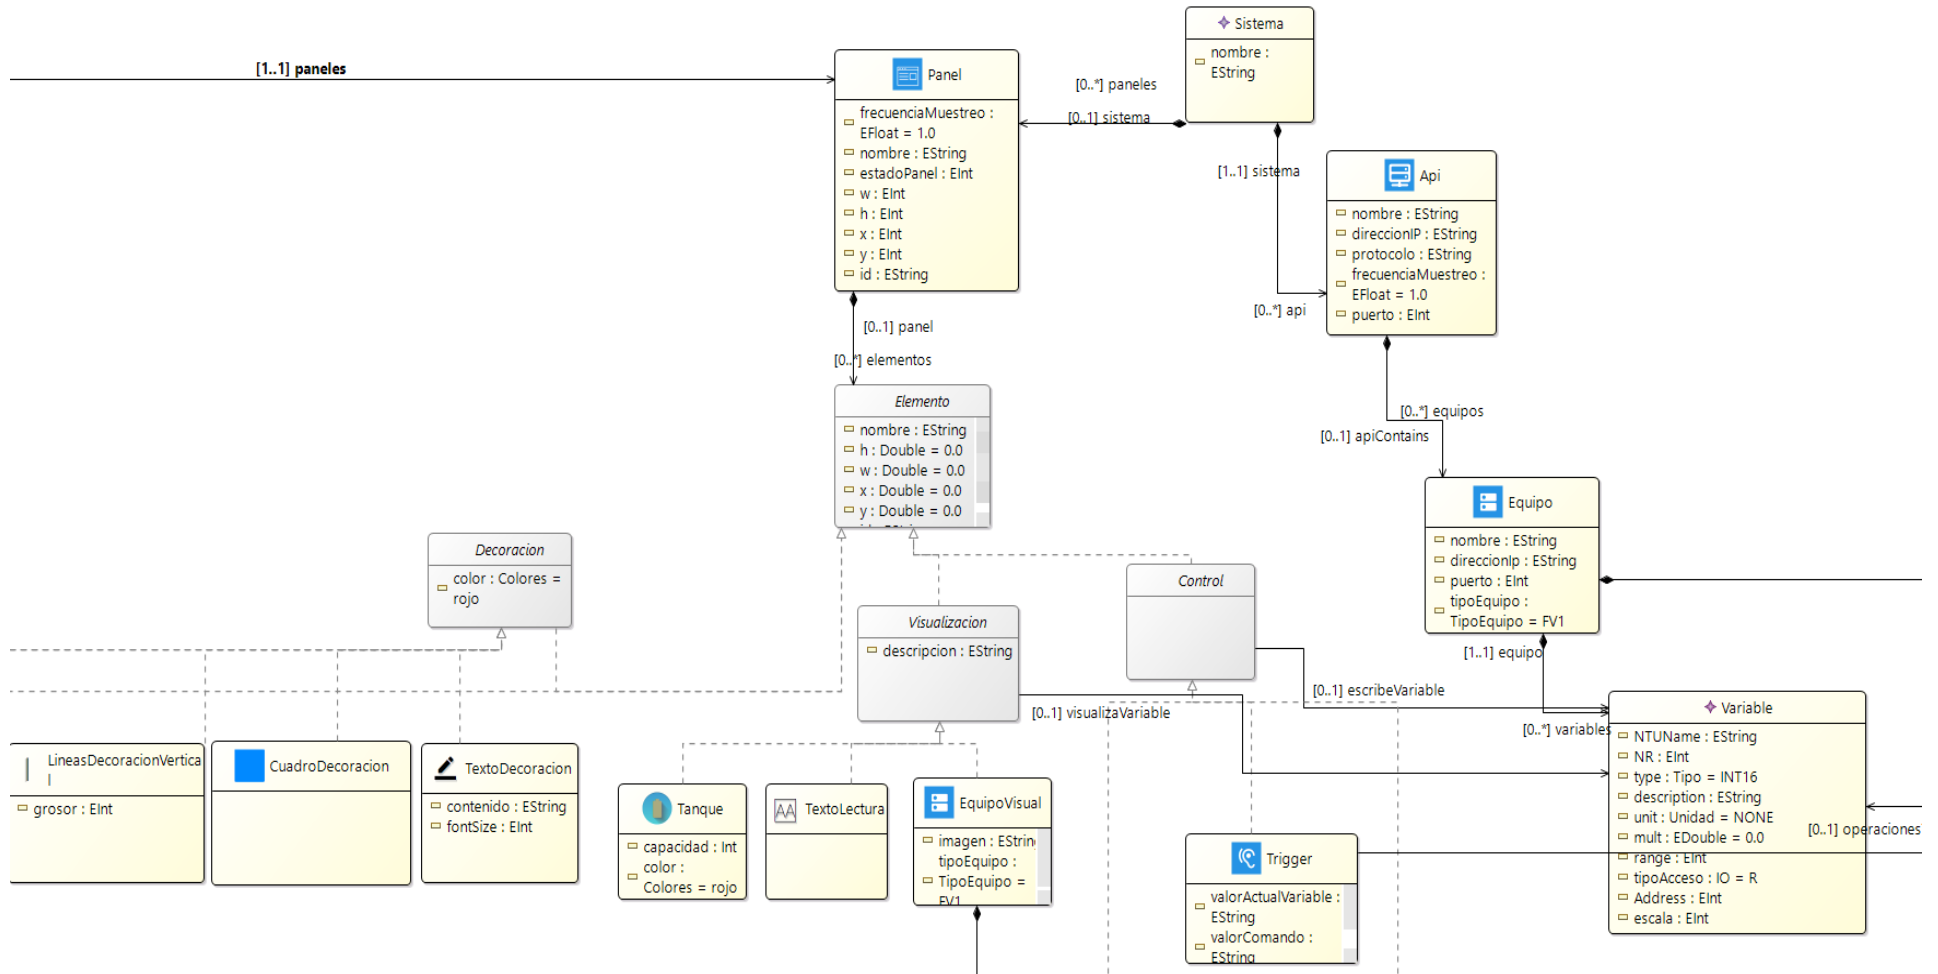 [1..1] paneles
Panel
frecuenciaMuestreo :
EFloat = 1.0
nombre : EString
estadoPanel : EInt
w : EInt
h : EInt
x : EInt
y : EInt
id : EString
[0..*] paneles
[0..1] sistema
Sistema
nombre :
EString
[1..1] sistema
[0..*] api
Api
nombre : EString
direccionIP : EString
protocolo : EString
frecuenciaMuestreo :
EFloat = 1.0
puerto : EInt
[0..1] panel
[0..*] elementos
Elemento
nombre : EString
h : Double = 0.0
w : Double = 0.0
x : Double = 0.0
y : Double = 0.0
[0..*] equipos
[0..1] apiContains
Equipo
nombre : EString
direccionIp : EString
puerto : EInt
tipoEquipo :
TipoEquipo = FV1
[1..1] equipo
[0..*] variables
Decoracion
color : Colores =
rojo
Visualizacion
descripcion : EString
Control
[0..1] escribeVariable
[0..1] visualizaVariable
Variable
NTUName : EString
NR : EInt
type : Tipo = INT16
description : EString
unit : Unidad = NONE
mult : EDouble = 0.0
range : EInt
tipoAcceso : IO = R
Address : EInt
escala : EInt
[0..1] operaciones
LineasDecoracionVertica
l
grosor : EInt
CuadroDecoracion
TextoDecoracion
contenido : EString
fontSize : EInt
Tanque
capacidad : Int
color :
Colores = rojo
AA TextoLectura
EquipoVisual
imagen : EString
tipoEquipo :
TipoEquipo =
FV1
Trigger
valorActualVariable :
EString
valorComando :
EString